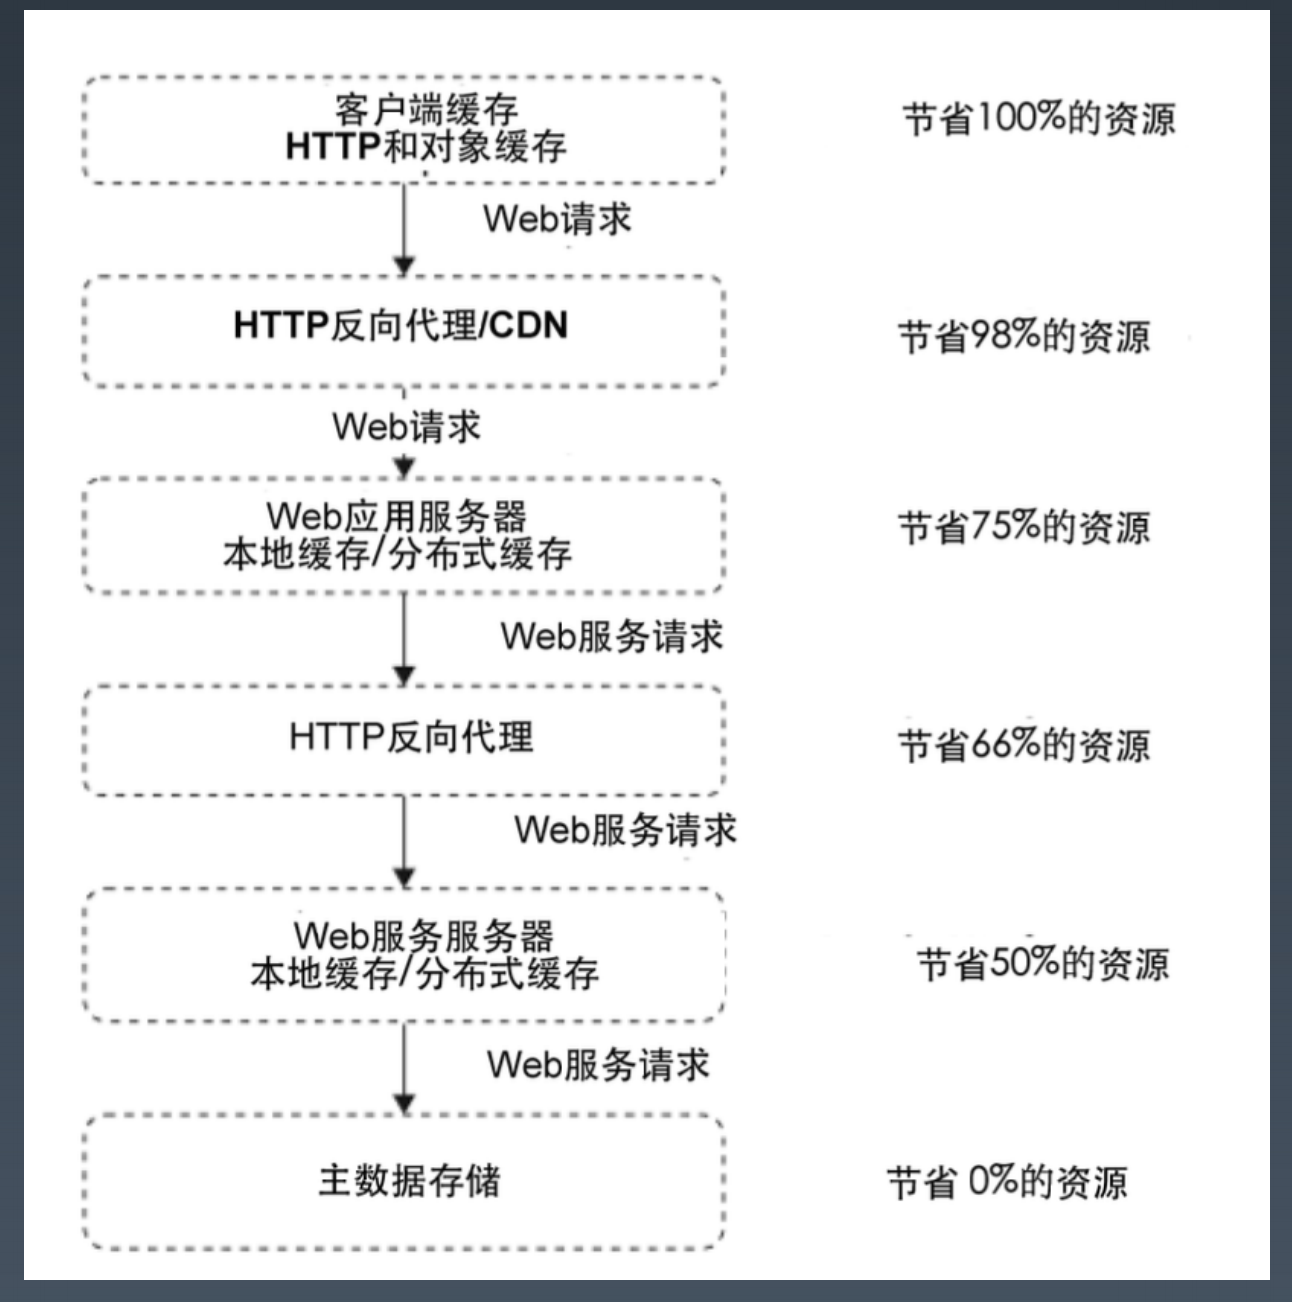 客户端缓存
HTTP和对象缓存
节省100%的资源
Web请求
HTTP反向代理/CDN
节省98%的资源
Web请求
Web应用服务器
本地缓存/分布式缓存
节省75%的资源
Web服务请求
HTTP反向代理
节省66%的资源
Web服务请求
Web服务服务器
本地缓存/分布式缓存
节省50%的资源
Web服务请求
主数据存储
节省 0%的资源